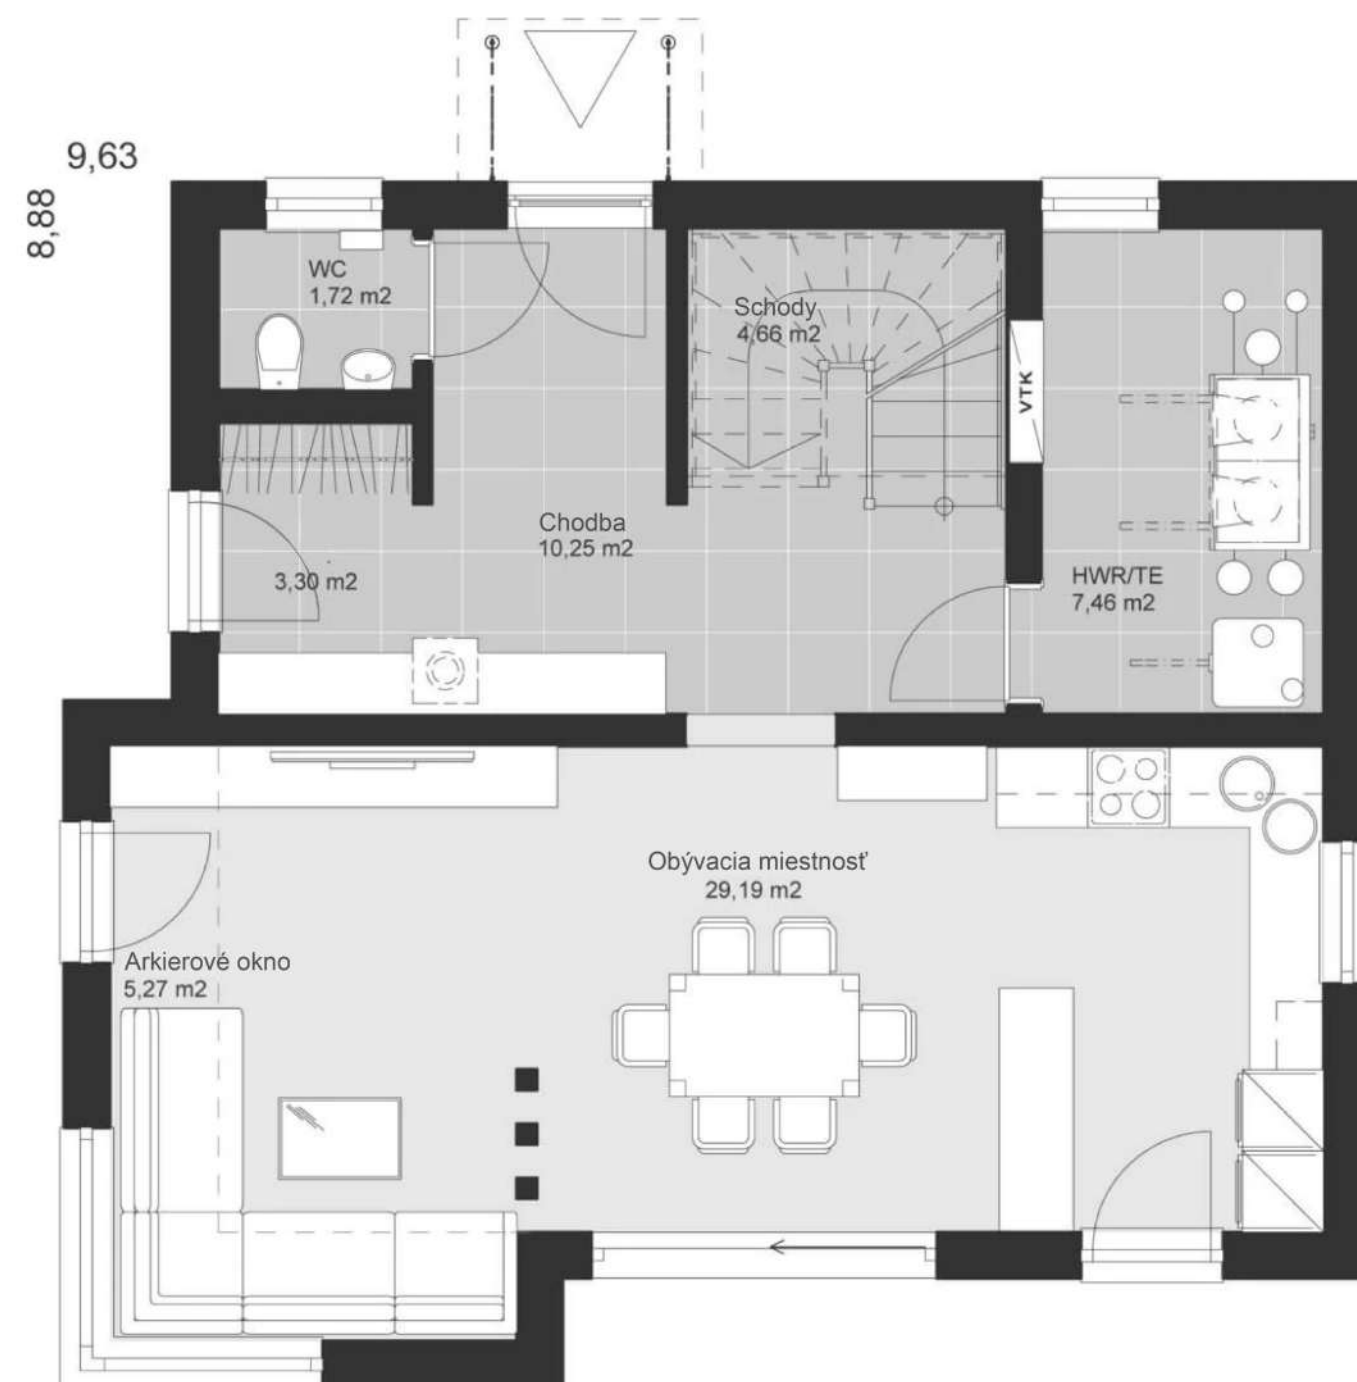 9,63
8,88
WC
1,72 m2
Schody
4,66 m2
VTK
Chodba
10,25 m2
3,30 m2
HWR/TE
7,46 m2
Obývacia miestnosť
29,19 m2
Arkierové okno
5,27 m2